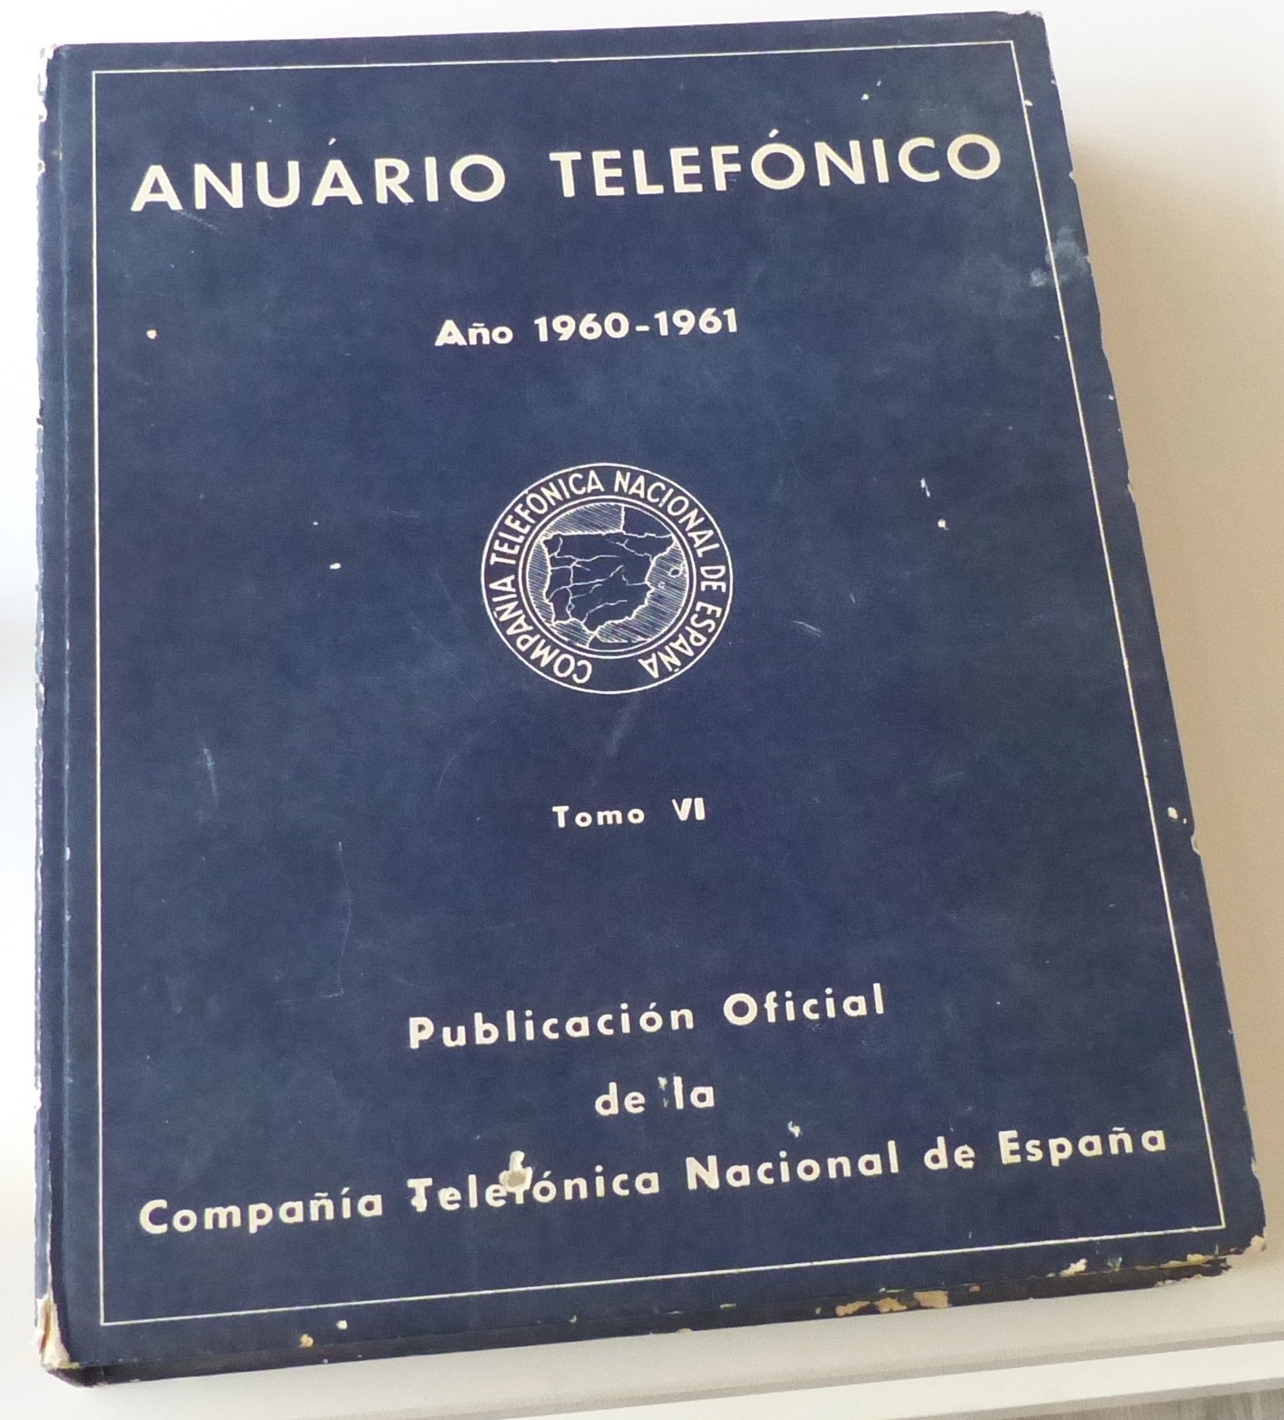 ANUÁRIO TELEFÓNICO
Año 1960-1961
COMPAÑIA TELEFÓNICA NACIONAL DE ESPAÑA
Tomo VI
Publicación Oficial
de la
Compañía Telefónica Nacional de España